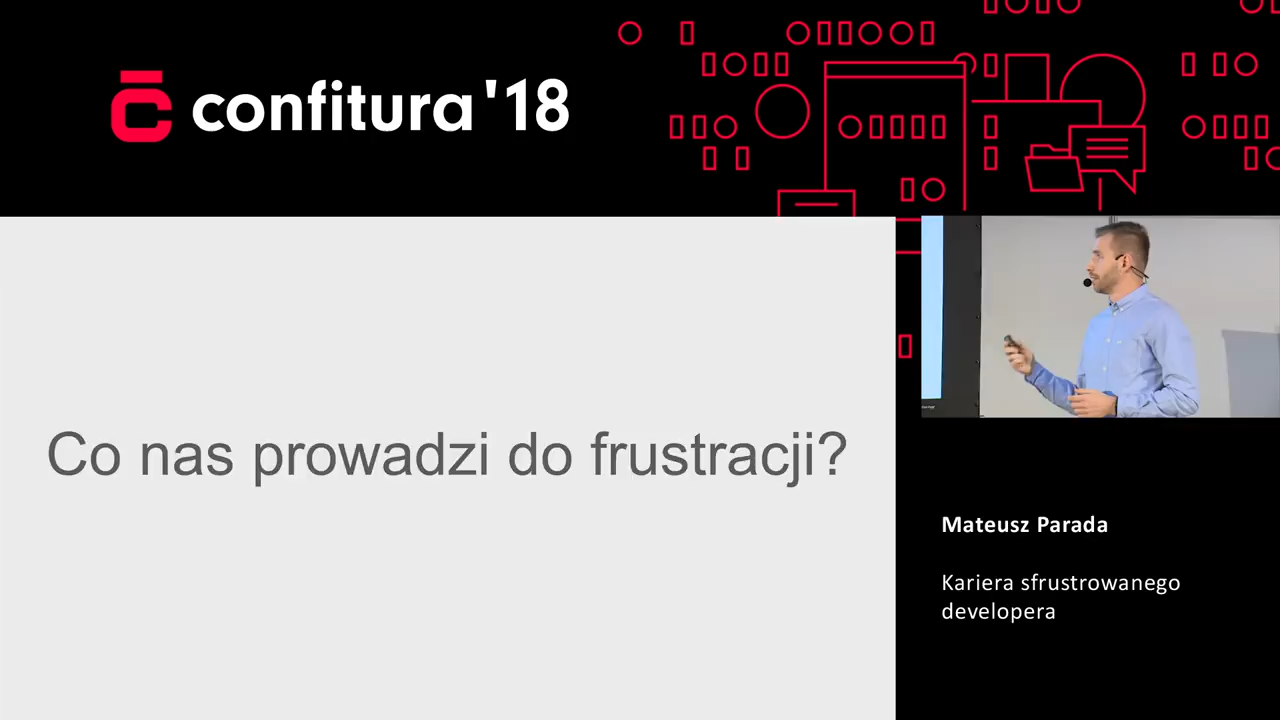 confitura '18
Co nas prowadzi do frustracji?
Mateusz Parada
Kariera sfrustrowanego
developera